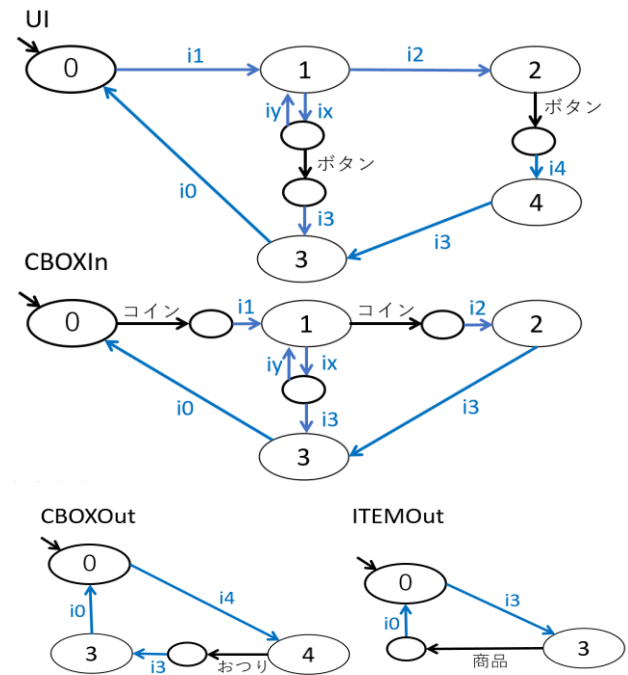 UI
0 i1 1 i2 2
iy ix ボタン
ボタン i4
i0 i3 4
3 i3
CBOXIn
0 コイン i1 1 コイン i2 2
iy ix
i0 i3 i3
3
CBOXOut ITEMOut
0 0
i4 i3
i0 i0
3 i3 おつり 4 商品 3